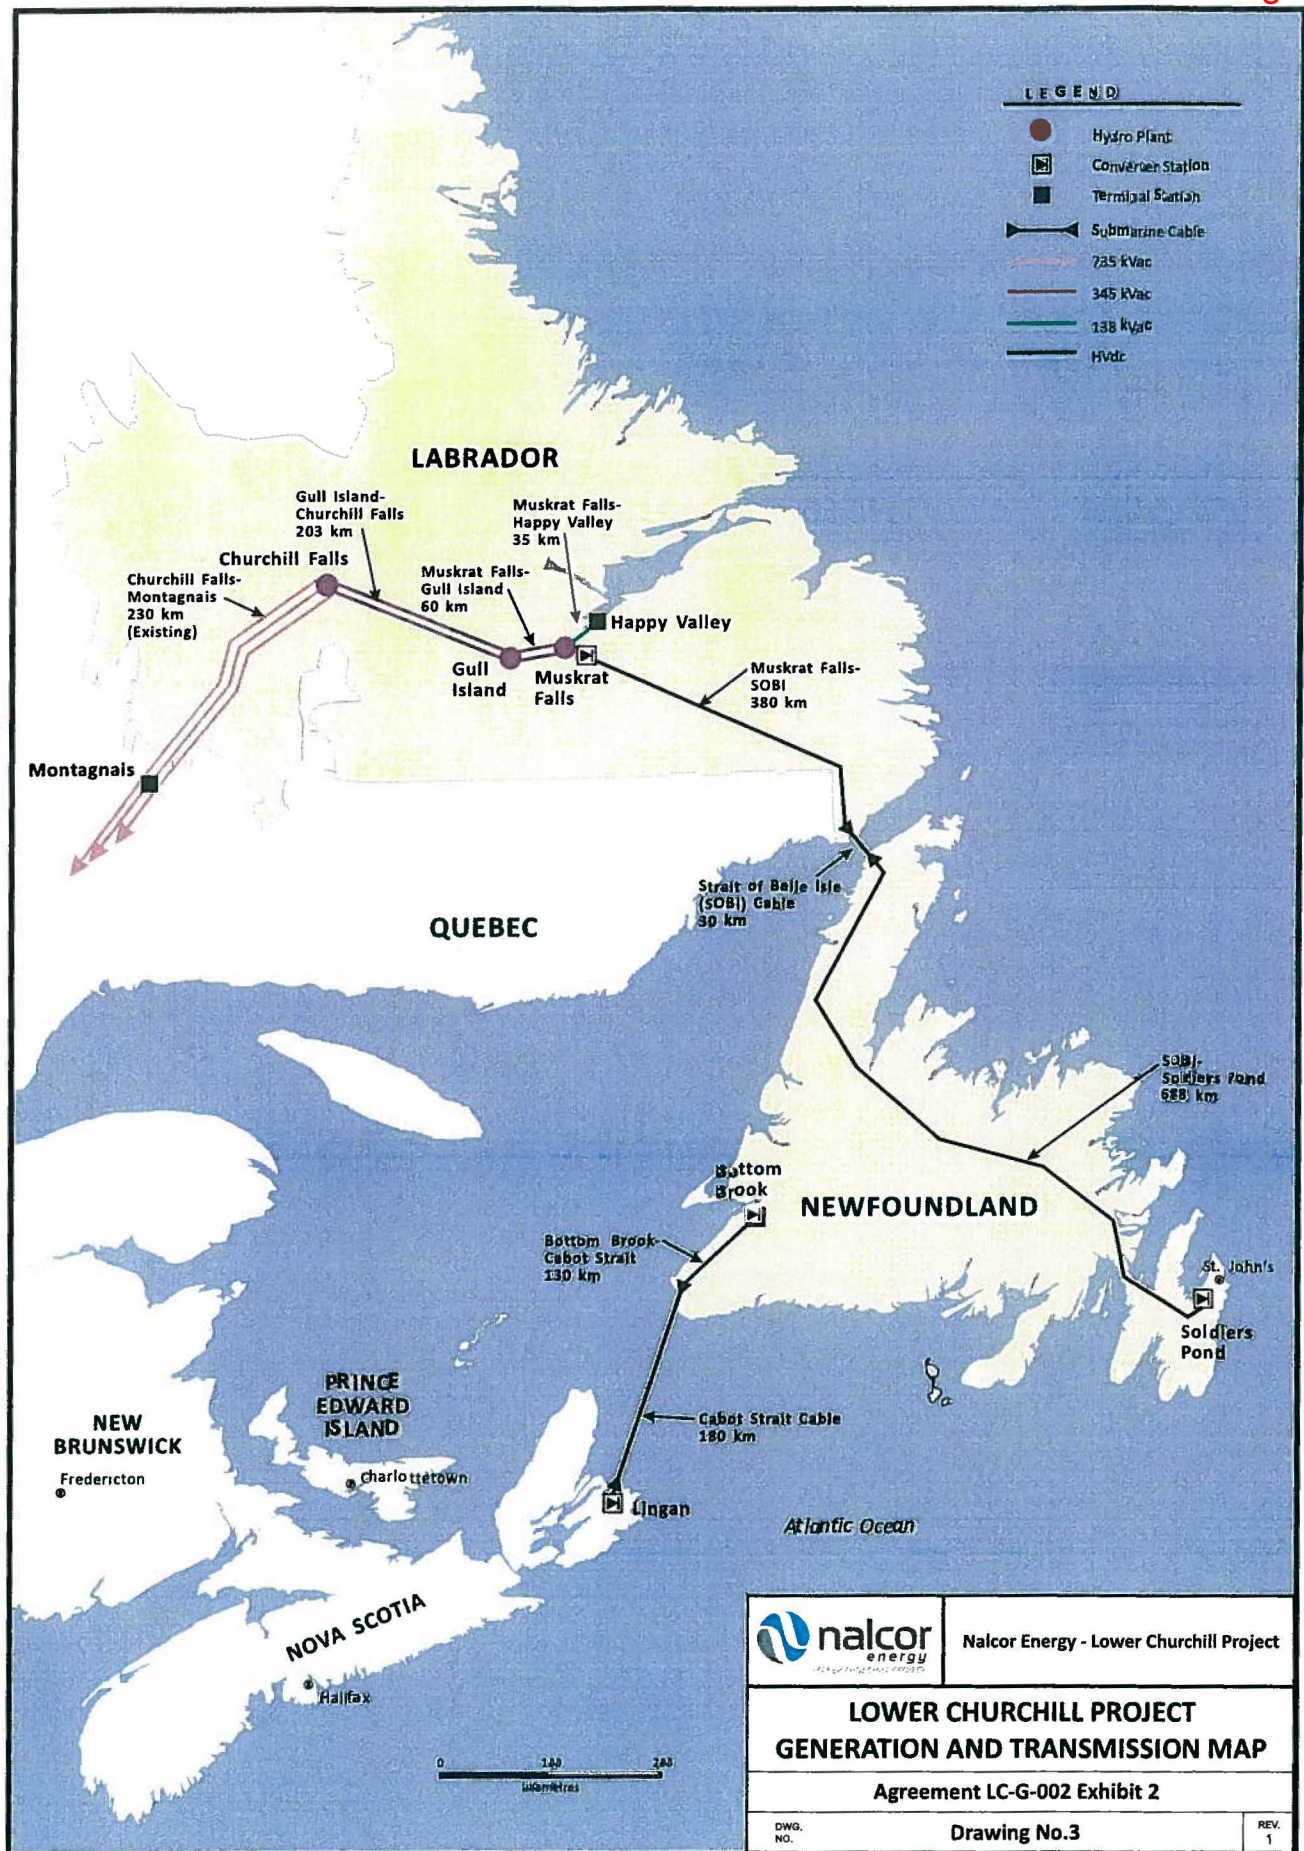 LEGEND
Hydro Plant
Converter Station
Terminal Station
Submarine Cable
735 kVac
345 kVac
138 kVac
HVdc
LABRADOR
Gull Island-
Churchill Falls
203 km
Muskrat Falls-
Happy Valley
35 km
Churchill Falls
Churchill Falls-
Montagnais
230 km
(Existing)
Muskrat Falls-
Gull Island
60 km
Happy Valley
Gull
Island
Muskrat
Falls
Muskrat Falls-
SOBI
380 km
Montagnais
Strait of Belle Isle
(SOBI) Cable
30 km
QUEBEC
SOBI-
Soldiers Pond
688 km
Bottom
Brook
NEWFOUNDLAND
Bottom Brook-
Cabot Strait
130 km
St. John's
Soldiers
Pond
PRINCE
EDWARD
ISLAND
NEW
BRUNSWICK
Cabot Strait Cable
180 km
Fredericton
Charlottetown
Lingan
Atlantic Ocean
NOVA SCOTIA
Halifax
0 100 200
kilometres
nalcor
energy
Nalcor Energy - Lower Churchill Project
LOWER CHURCHILL PROJECT
GENERATION AND TRANSMISSION MAP
Agreement LC-G-002 Exhibit 2
DWG.
NO.
Drawing No.3
REV.
1